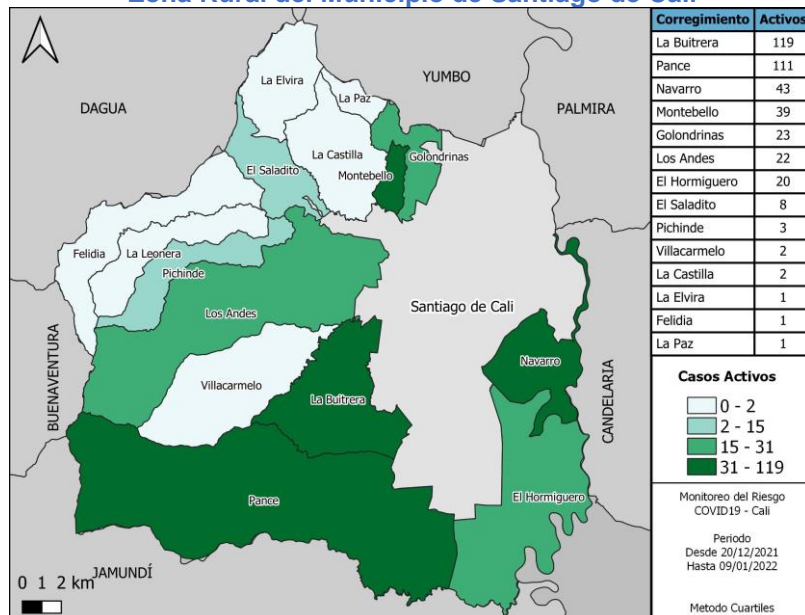 Zona Rural del Municipio de Santiago de Cali
La Elvira
YUMBO
La Paz
DAGUA
PALMIRA
La Castilla
Golondrinas
El Saladito
Montebello
Felidia
La Leonera
Pichinde
Los Andes
Santiago de Cali
Navarro
BUENAVENTURA
Villacarmelo
La Buitrera
CANDELARIA
Pance
El Hormiguero
JAMUNDÍ
0 1 2 km
Corregimiento Activos
La Buitrera 119
Pance 111
Navarro 43
Montebello 39
Golondrinas 23
Los Andes 22
El Hormiguero 20
El Saladito 8
Pichinde 3
Villacarmelo 2
La Castilla 2
La Elvira 1
Felidia 1
La Paz 1
Casos Activos
0 - 2
2 - 15
15 - 31
31 - 119
Monitoreo del Riesgo
COVID19 - Cali
Periodo
Desde 20/12/2021
Hasta 09/01/2022
Metodo Cuartiles